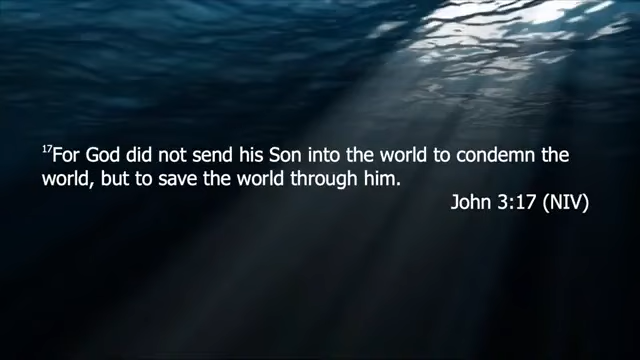 ¹⁷For God did not send his Son into the world to condemn the
world, but to save the world through him.
John 3:17 (NIV)